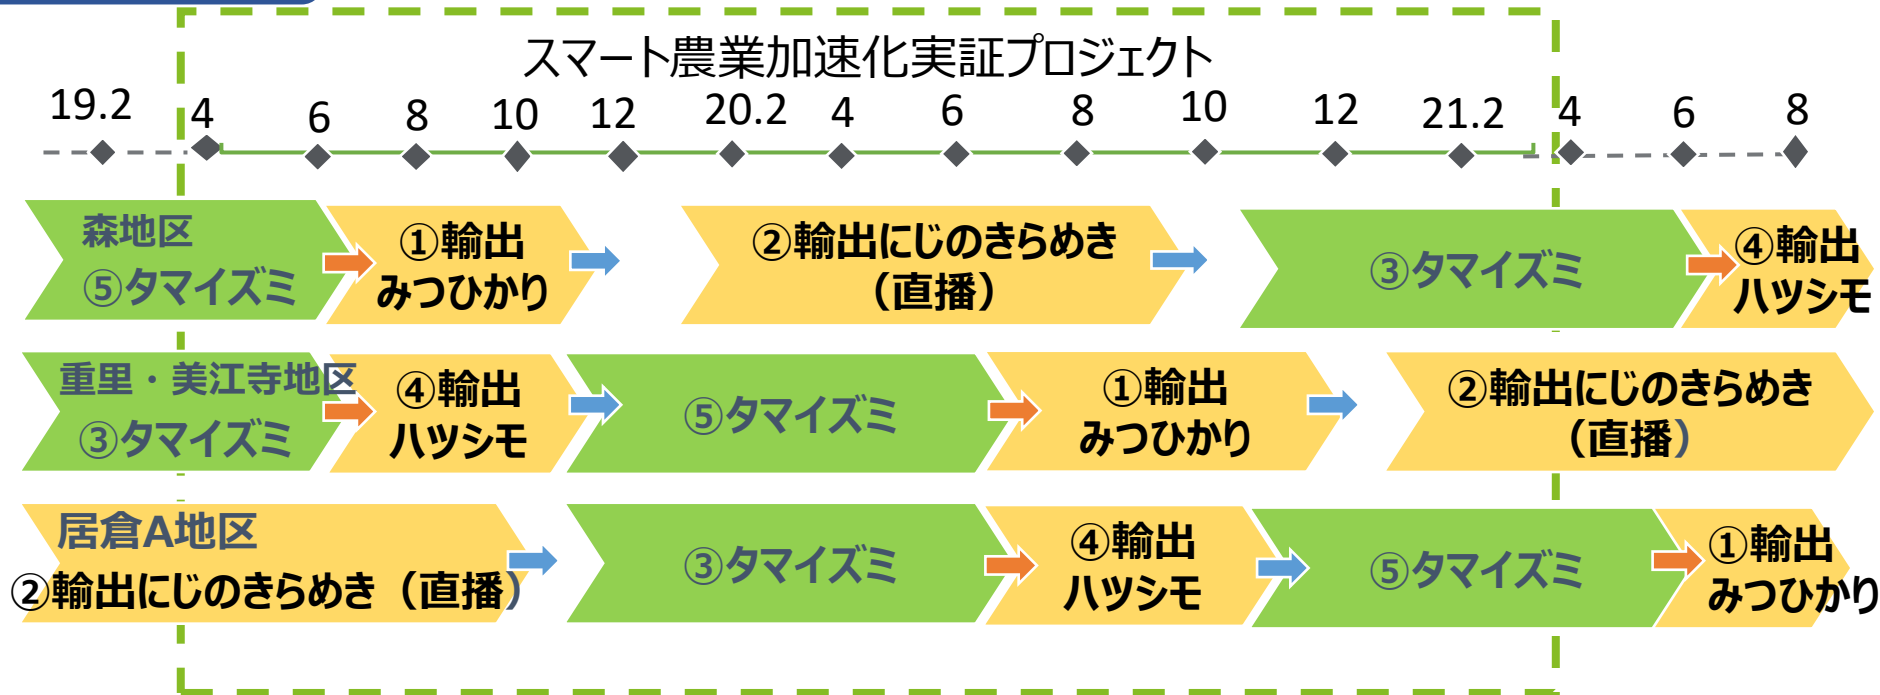 スマート農業加速化実証プロジェクト
19.2 4 6 8 10 12 20.2 4 6 8 10 12 21.2 4 6 8
森地区
⑤タマイズミ
①輸出
みつひかり
②輸出にじのきらめき
（直播）
③タマイズミ
④輸出
ハツシモ
重里・美江寺地区
③タマイズミ
④輸出
ハツシモ
⑤タマイズミ
①輸出
みつひかり
②輸出にじのきらめき
（直播）
居倉A地区
②輸出にじのきらめき（直播）
③タマイズミ
④輸出
ハツシモ
⑤タマイズミ
①輸出
みつひかり